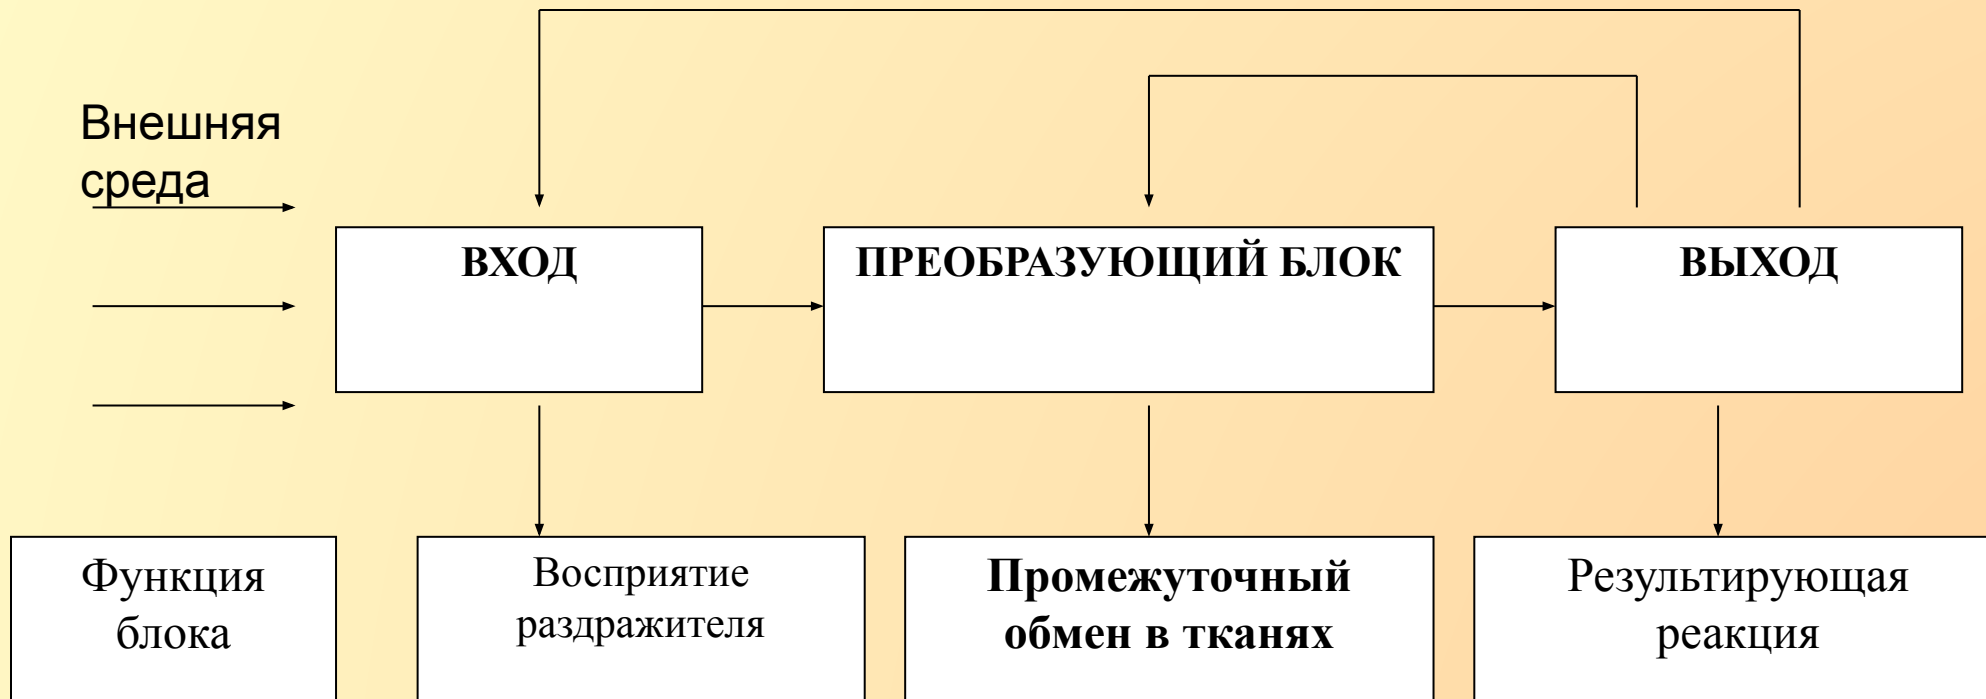 Внешняя
среда
ВХОД
ПРЕОБРАЗУЮЩИЙ БЛОК
ВЫХОД
Функция
блока
Восприятие
раздражителя
Промежуточный
обмен в тканях
Результирующая
реакция